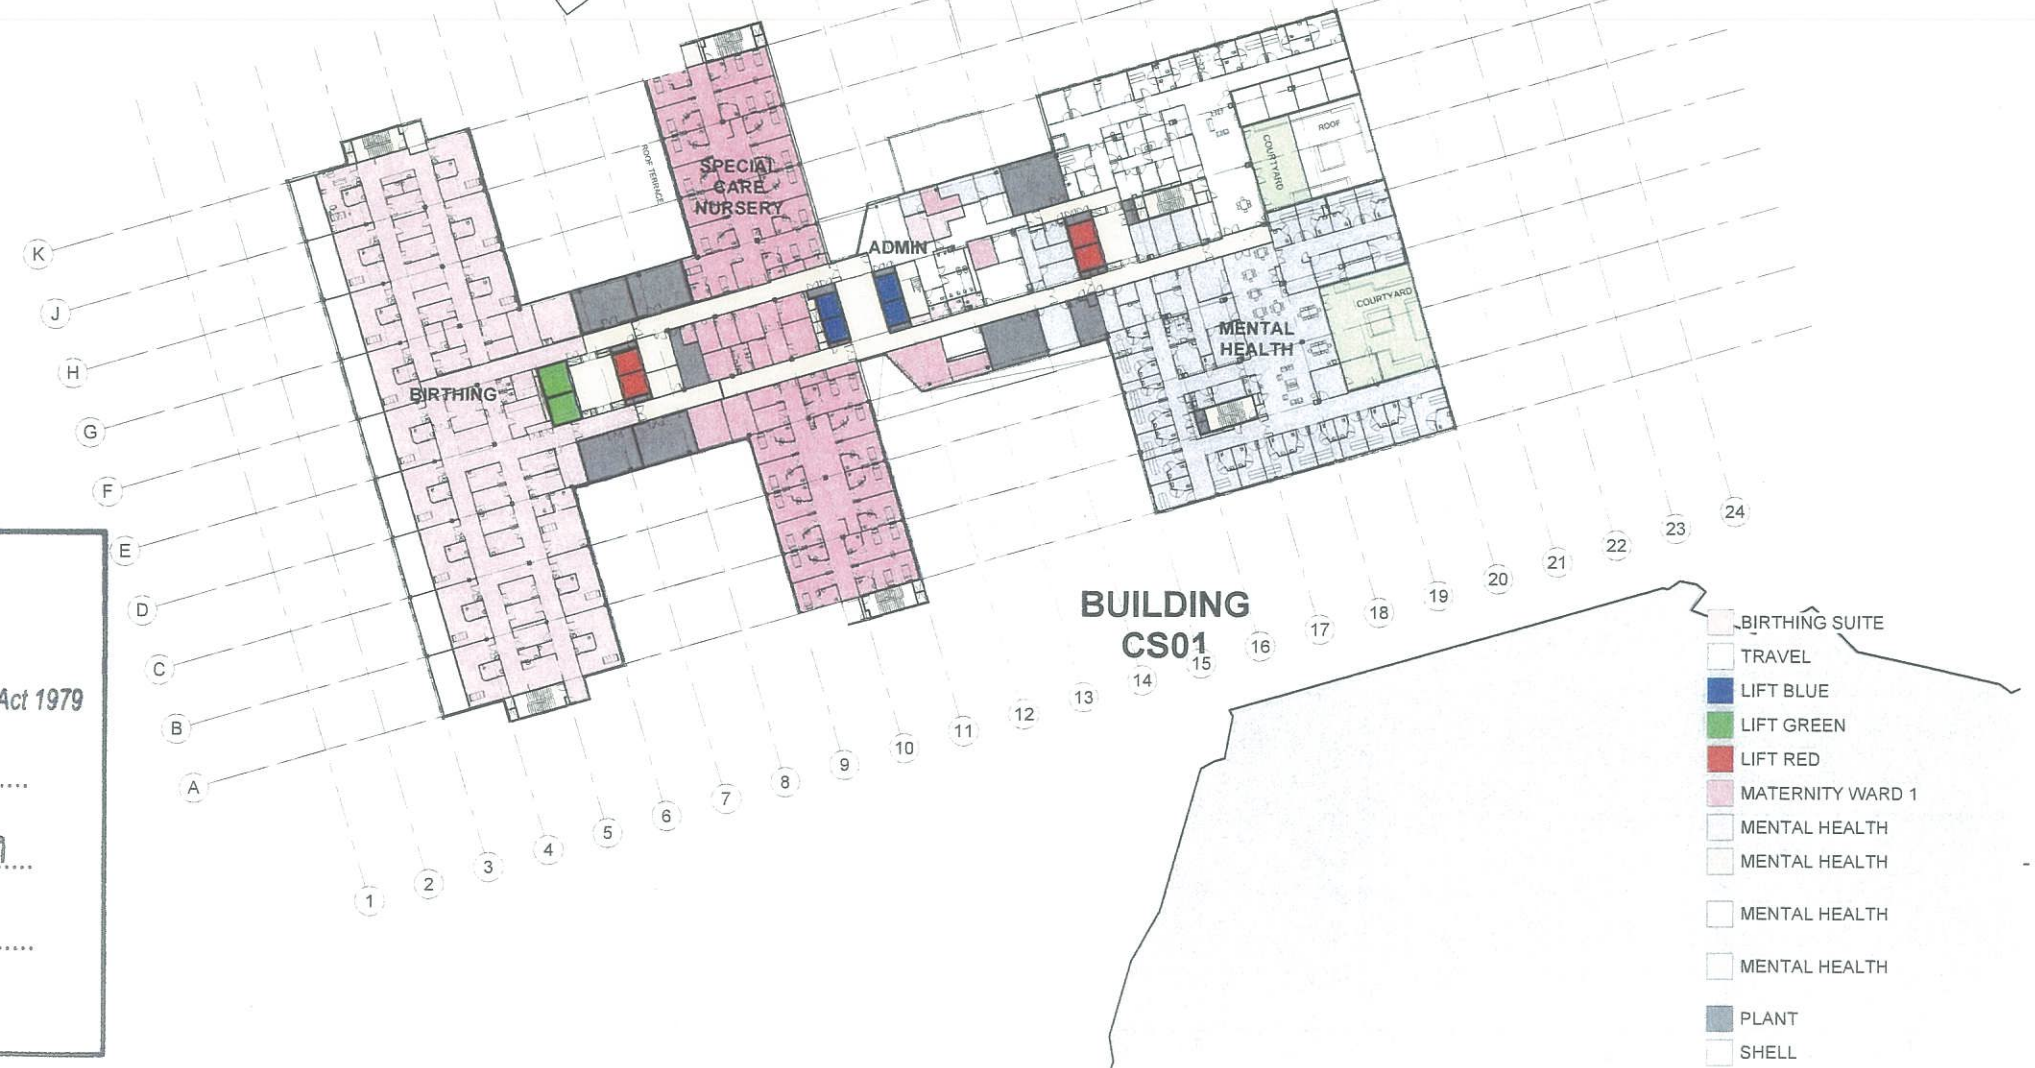 SPECIAL
CARE
NURSERY
ROOF TERRACE
COURTYARD
ROOF
ADMIN
COURTYARD
MENTAL
HEALTH
BIRTHING
K
J
H
G
F
E
D
C
B
A
1
2
3
4
5
6
7
8
9
10
11
12
13
14
15
16
17
18
19
20
21
22
23
24
BUILDING
CS01
Act 1979
BIRTHING SUITE
TRAVEL
LIFT BLUE
LIFT GREEN
LIFT RED
MATERNITY WARD 1
MENTAL HEALTH
MENTAL HEALTH
MENTAL HEALTH
MENTAL HEALTH
PLANT
SHELL